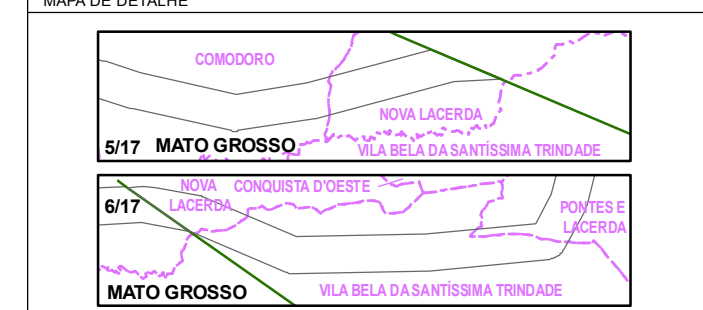 MAPA DE DETALHE
COMODORO
NOVA LACERDA
5/17 MATO GROSSO
VILA BELA DA SANTÍSSIMA TRINDADE
NOVA LACERDA
CONQUISTA D'OESTE
6/17
PONTES E
LACERDA
MATO GROSSO
VILA BELA DA SANTÍSSIMA TRINDADE